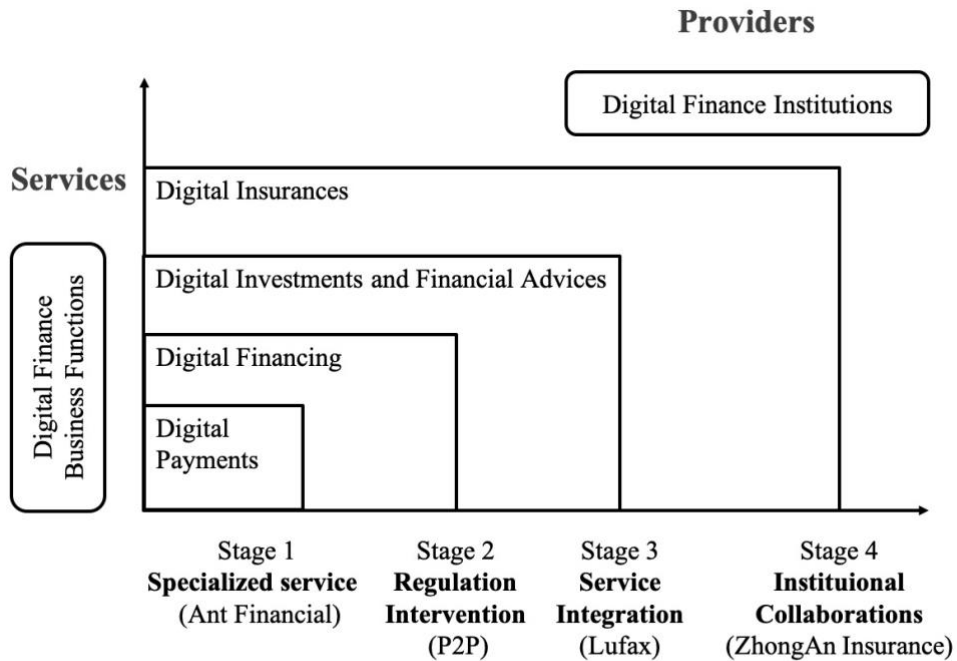 Providers
Digital Finance Institutions
Services
Digital Insurances
Digital Investments and Financial Advices
Digital Financing
Digital
Payments
Digital Finance
Business Functions
Stage 1
Specialized service
(Ant Financial)
Stage 2
Regulation
Intervention
(P2P)
Stage 3
Service
Integration
(Lufax)
Stage 4
Instituional
Collaborations
(ZhongAn Insurance)